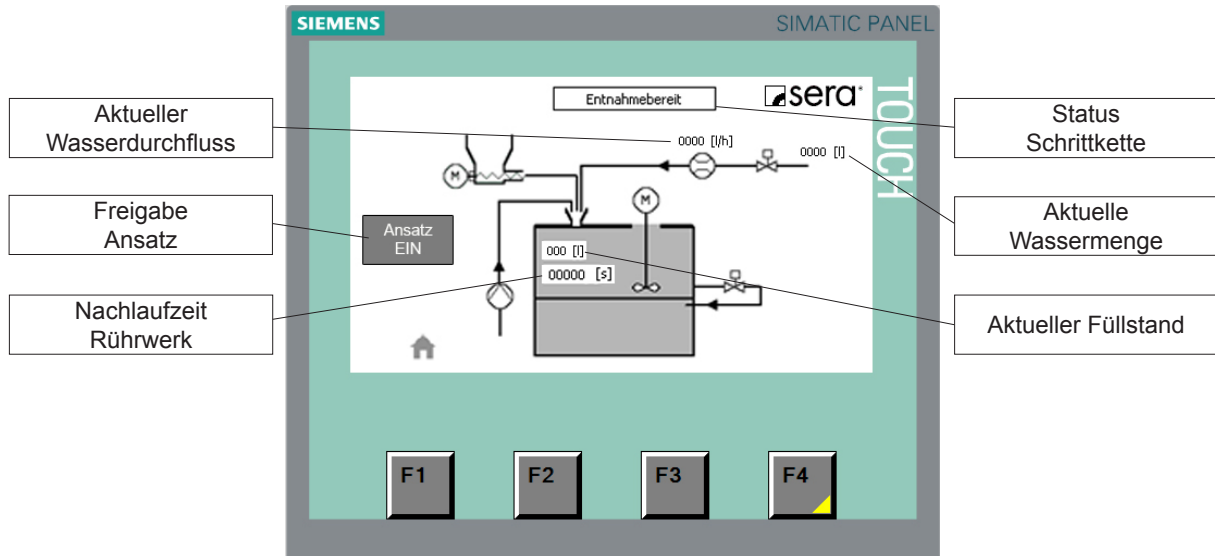 SIEMENS
SIMATIC PANEL
TOUCH
sera
Entnahmebereit
Aktueller
Wasserdurchfluss
Status
Schrittkette
0000 [l/h]
0000 [l]
M
M
Freigabe
Ansatz
Ansatz
EIN
Aktuelle
Wassermenge
000 [l]
00000 [s]
Nachlaufzeit
Rührwerk
Aktueller Füllstand
F1
F2
F3
F4